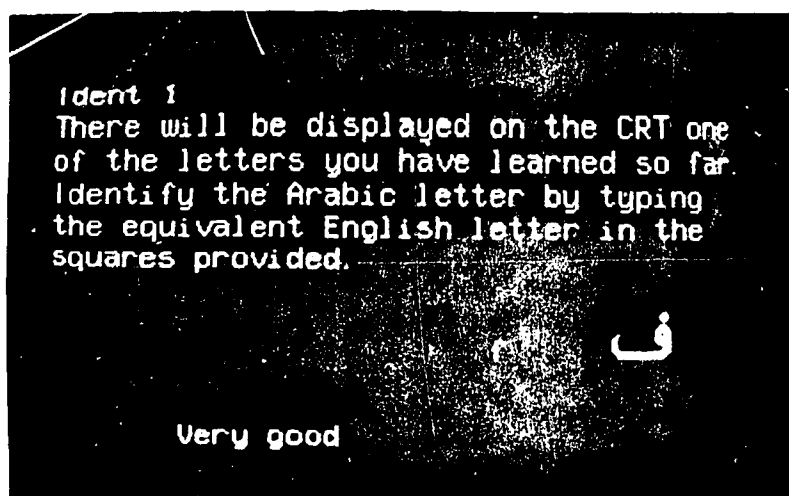 Ident 1
There will be displayed on the CRT one
of the letters you have learned so far.
Identify the Arabic letter by typing
the equivalent English letter in the
squares provided.
ف
Very good